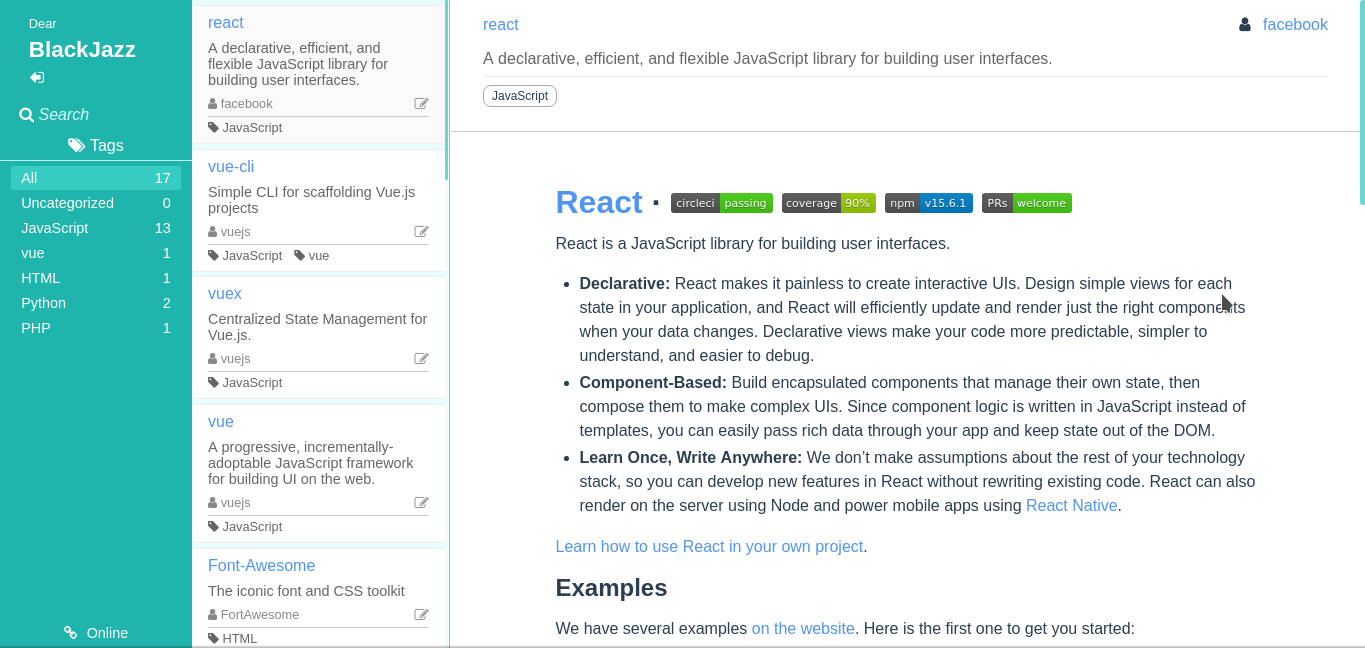 Dear
BlackJazz
Search
Tags
All 17
Uncategorized 0
JavaScript 13
vue 1
HTML 1
Python 2
PHP 1
Online
react
A declarative, efficient, and
flexible JavaScript library for
building user interfaces.
facebook
JavaScript
vue-cli
Simple CLI for scaffolding Vue.js
projects
vuejs
JavaScript vue
vuex
Centralized State Management for
Vue.js.
vuejs
JavaScript
vue
A progressive, incrementally-
adoptable JavaScript framework
for building UI on the web.
vuejs
JavaScript
Font-Awesome
The iconic font and CSS toolkit
FortAwesome
HTML
react facebook
A declarative, efficient, and flexible JavaScript library for building user interfaces.
JavaScript
React · circleci passing coverage 90% npm v15.6.1 PRs welcome
React is a JavaScript library for building user interfaces.
• Declarative: React makes it painless to create interactive UIs. Design simple views for each
state in your application, and React will efficiently update and render just the right components
when your data changes. Declarative views make your code more predictable, simpler to
understand, and easier to debug.
• Component-Based: Build encapsulated components that manage their own state, then
compose them to make complex UIs. Since component logic is written in JavaScript instead of
templates, you can easily pass rich data through your app and keep state out of the DOM.
• Learn Once, Write Anywhere: We don’t make assumptions about the rest of your technology
stack, so you can develop new features in React without rewriting existing code. React can also
render on the server using Node and power mobile apps using React Native.
Learn how to use React in your own project.
Examples
We have several examples on the website. Here is the first one to get you started: